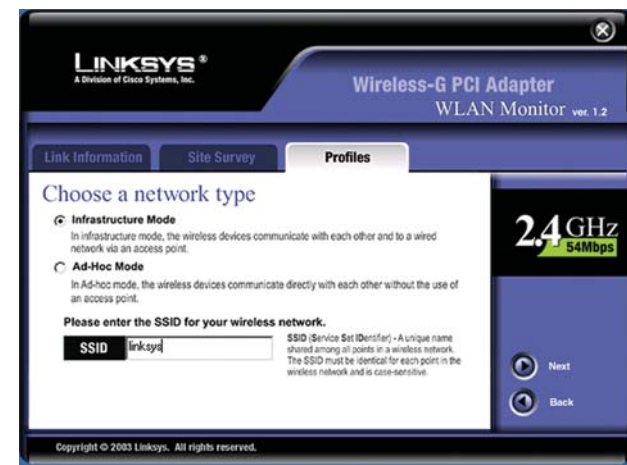 LINKSYS®
A Division of Cisco Systems, Inc.
Wireless-G PCI Adapter
WLAN Monitor ver. 1.2
Link Information
Site Survey
Profiles
Choose a network type
Infrastructure Mode
In infrastructure mode, the wireless devices communicate with each other and to a wired
network via an access point.
Ad-Hoc Mode
In Ad-hoc mode, the wireless devices communicate directly with each other without the use of
an access point.
Please enter the SSID for your wireless network.
SSID
linksys
SSID (Service Set IDentifier) - A unique name
shared among all points in a wireless network.
The SSID must be identical for each point in the
wireless network and is case-sensitive.
2.4 GHz
54Mbps
Next
Back
Copyright © 2003 Linksys. All rights reserved.